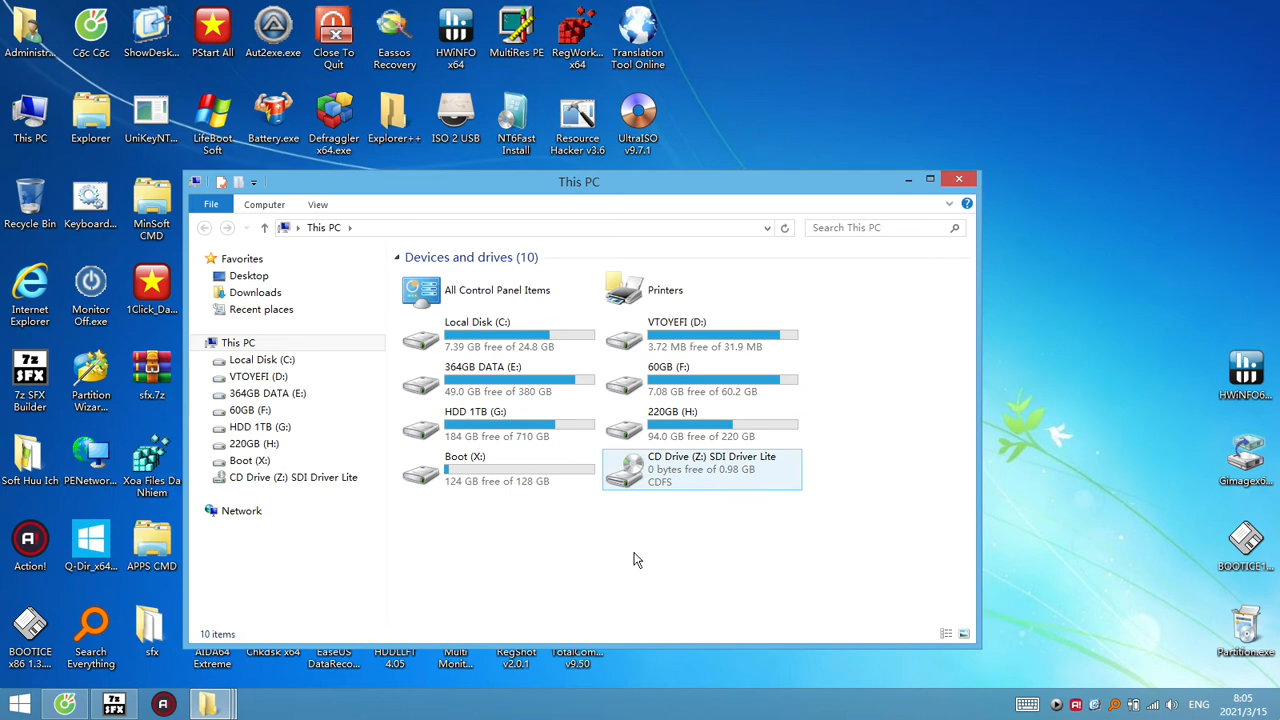 Administr...
Cốc Cốc
ShowDesk...
PStart All
Aut2exe.exe
Close To
Quit
Eassos
Recovery
HWiNFO
x64
MultiRes PE
RegWork...
x64
Translation
Tool Online
This PC
Explorer
UniKeyNT...
LifeBoot
Soft
Battery.exe
Defraggler
x64.exe
Explorer++
ISO 2 USB
NT6Fast
Install
Resource
Hacker v3.6
UltraISO
v9.7.1
Recycle Bin
Keyboard...
MinSoft
CMD
Internet
Explorer
Monitor
Off.exe
1Click_Da...
7z SFX
Builder
Partition
Wizar...
sfx.7z
Soft Huu Ich
PENetwor...
Xoa Files Da
Nhiem
Action!
Q-Dir_x64...
APPS CMD
BOOTICE
x86 1.3....
Search
Everything
sfx
AIDA64
Extreme
Chkdsk x64
EaseUS
DataReco...
HDDLLFT
4.05
Multi
Monit...
RegShot
v2.0.1
TotalCom...
v9.50
HWiNFO6...
Gimagex6...
BOOTICE1...
Partition.exe
This PC
File
Computer
View
This PC
Search This PC
Favorites
Desktop
Downloads
Recent places
This PC
Local Disk (C:)
VTOYEFI (D:)
364GB DATA (E:)
60GB (F:)
HDD 1TB (G:)
220GB (H:)
Boot (X:)
CD Drive (Z:) SDI Driver Lite
Network
Devices and drives (10)
All Control Panel Items
Printers
Local Disk (C:)
7.39 GB free of 24.8 GB
VTOYEFI (D:)
3.72 MB free of 31.9 MB
364GB DATA (E:)
49.0 GB free of 380 GB
60GB (F:)
7.08 GB free of 60.2 GB
HDD 1TB (G:)
184 GB free of 710 GB
220GB (H:)
94.0 GB free of 220 GB
Boot (X:)
124 GB free of 128 GB
CD Drive (Z:) SDI Driver Lite
0 bytes free of 0.98 GB
CDFS
10 items
7z
SFX
ENG
8:05
2021/3/15